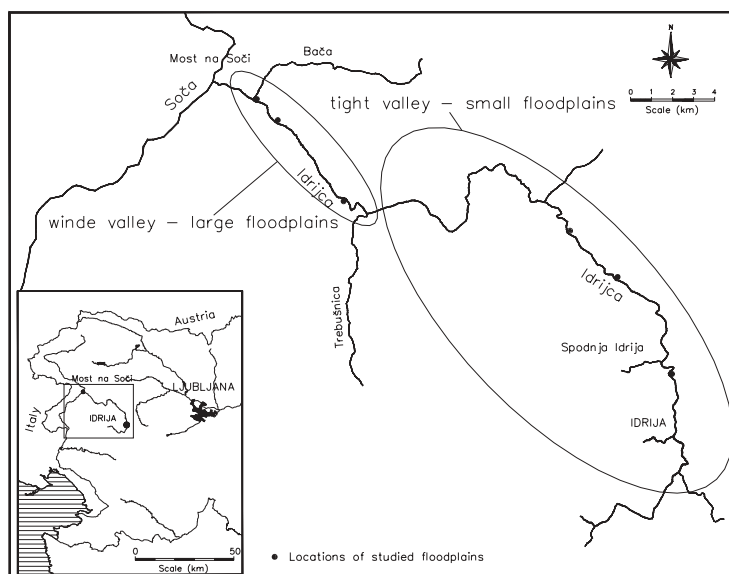 N
Most na Soči
Bača
Soča
tight valley – small floodplains
0 2 4
Scale (km)
Idrijca
winde valley – large floodplains
Trebušnica
Idrijca
Spodnja Idrija
IDRIJA
Austria
Most na Soči
LJUBLJANA
Italy
IDRIJA
0 50
Scale (km)
• Locations of studied floodplains